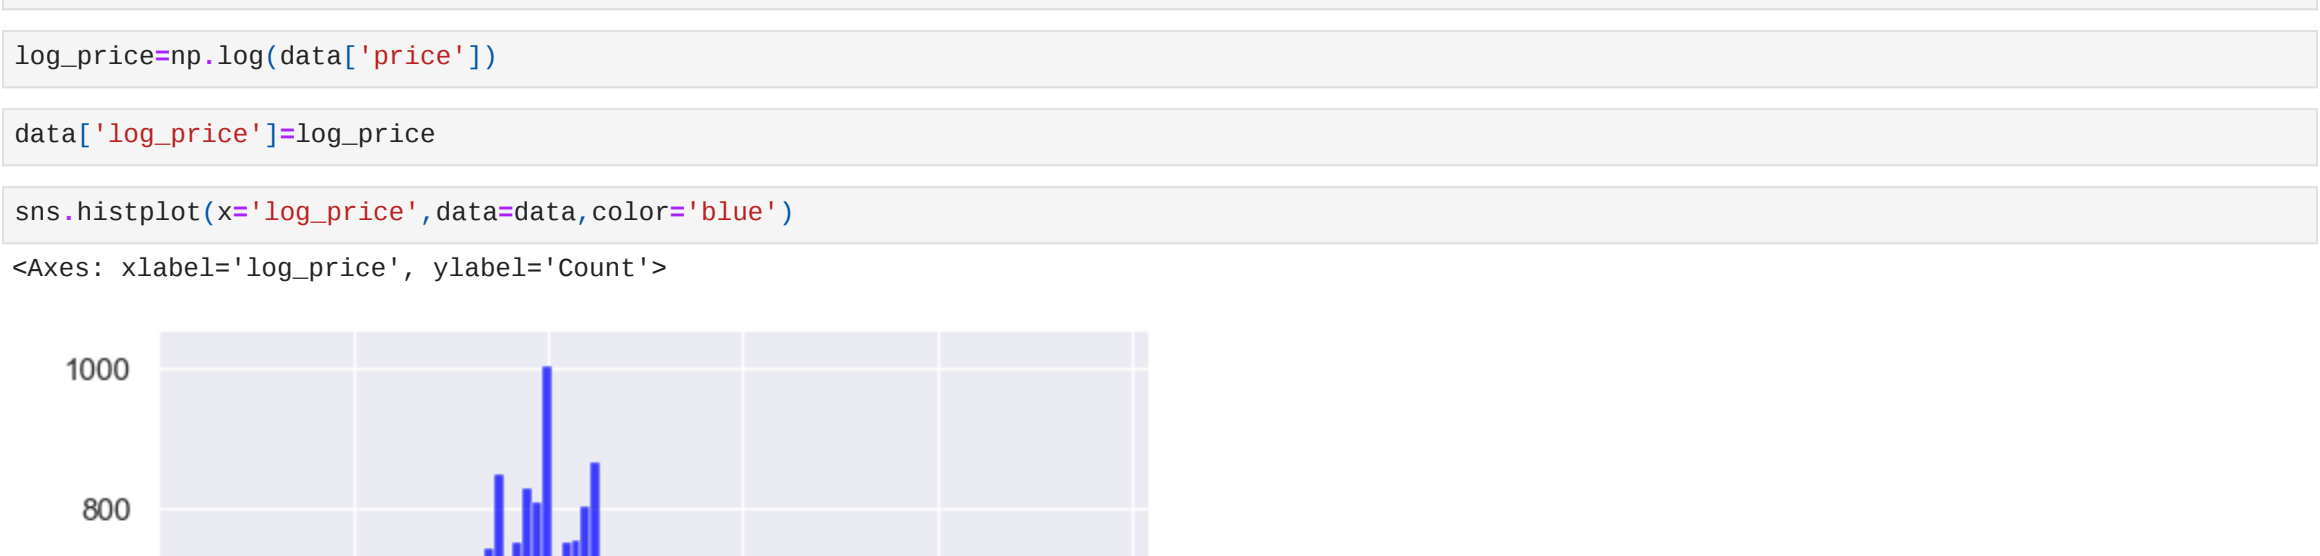 log_price=np.log(data['price'])
data['log_price']=log_price
sns.histplot(x='log_price',data=data,color='blue')
<Axes: xlabel='log_price', ylabel='Count'>
1000
800